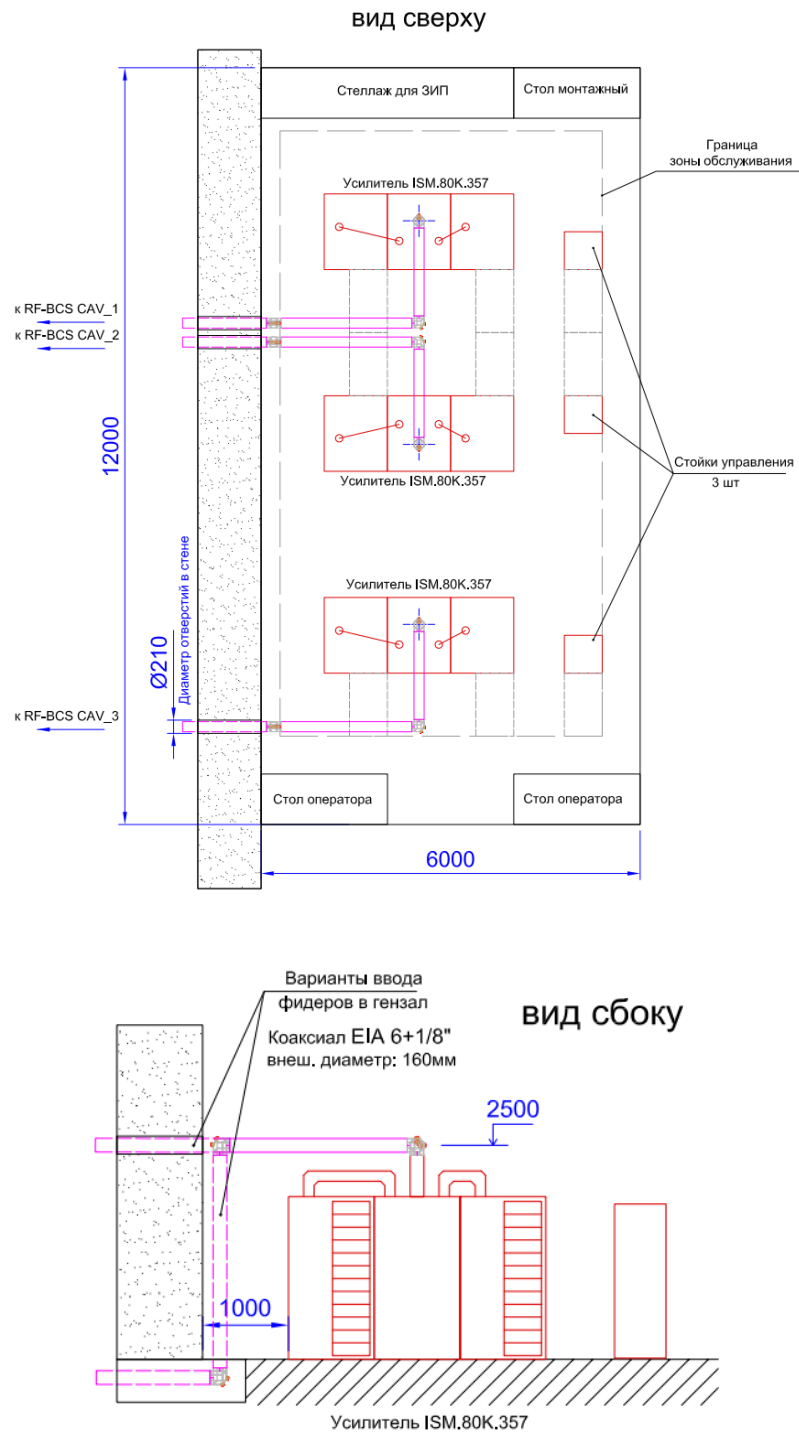 вид сверху
Стеллаж для ЗИП
Стол монтажный
Граница
зоны обслуживания
Усилитель ISM.80K.357
к RF-BCS CAV_1
к RF-BCS CAV_2
12000
Усилитель ISM.80K.357
Стойки управления
3 шт
Диаметр отверстий в стене
Ø210
Усилитель ISM.80K.357
к RF-BCS CAV_3
Стол оператора
Стол оператора
6000
Варианты ввода
фидеров в гензал
вид сбоку
Коаксиал EIA 6+1/8"
внеш. диаметр: 160мм
2500
1000
Усилитель ISM.80K.357